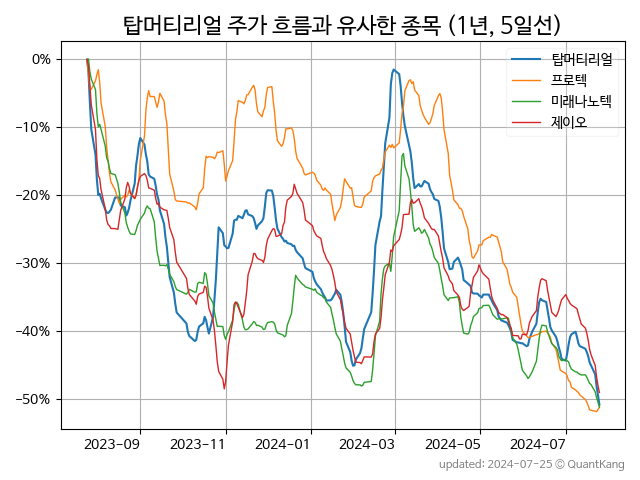 탑머티리얼 주가 흐름과 유사한 종목 (1년, 5일선)
탑머티리얼
프로텍
미래나노텍
제이오
0%
−10%
−20%
−30%
−40%
−50%
2023-09
2023-11
2024-01
2024-03
2024-05
2024-07
updated: 2024-07-25 © QuantKang